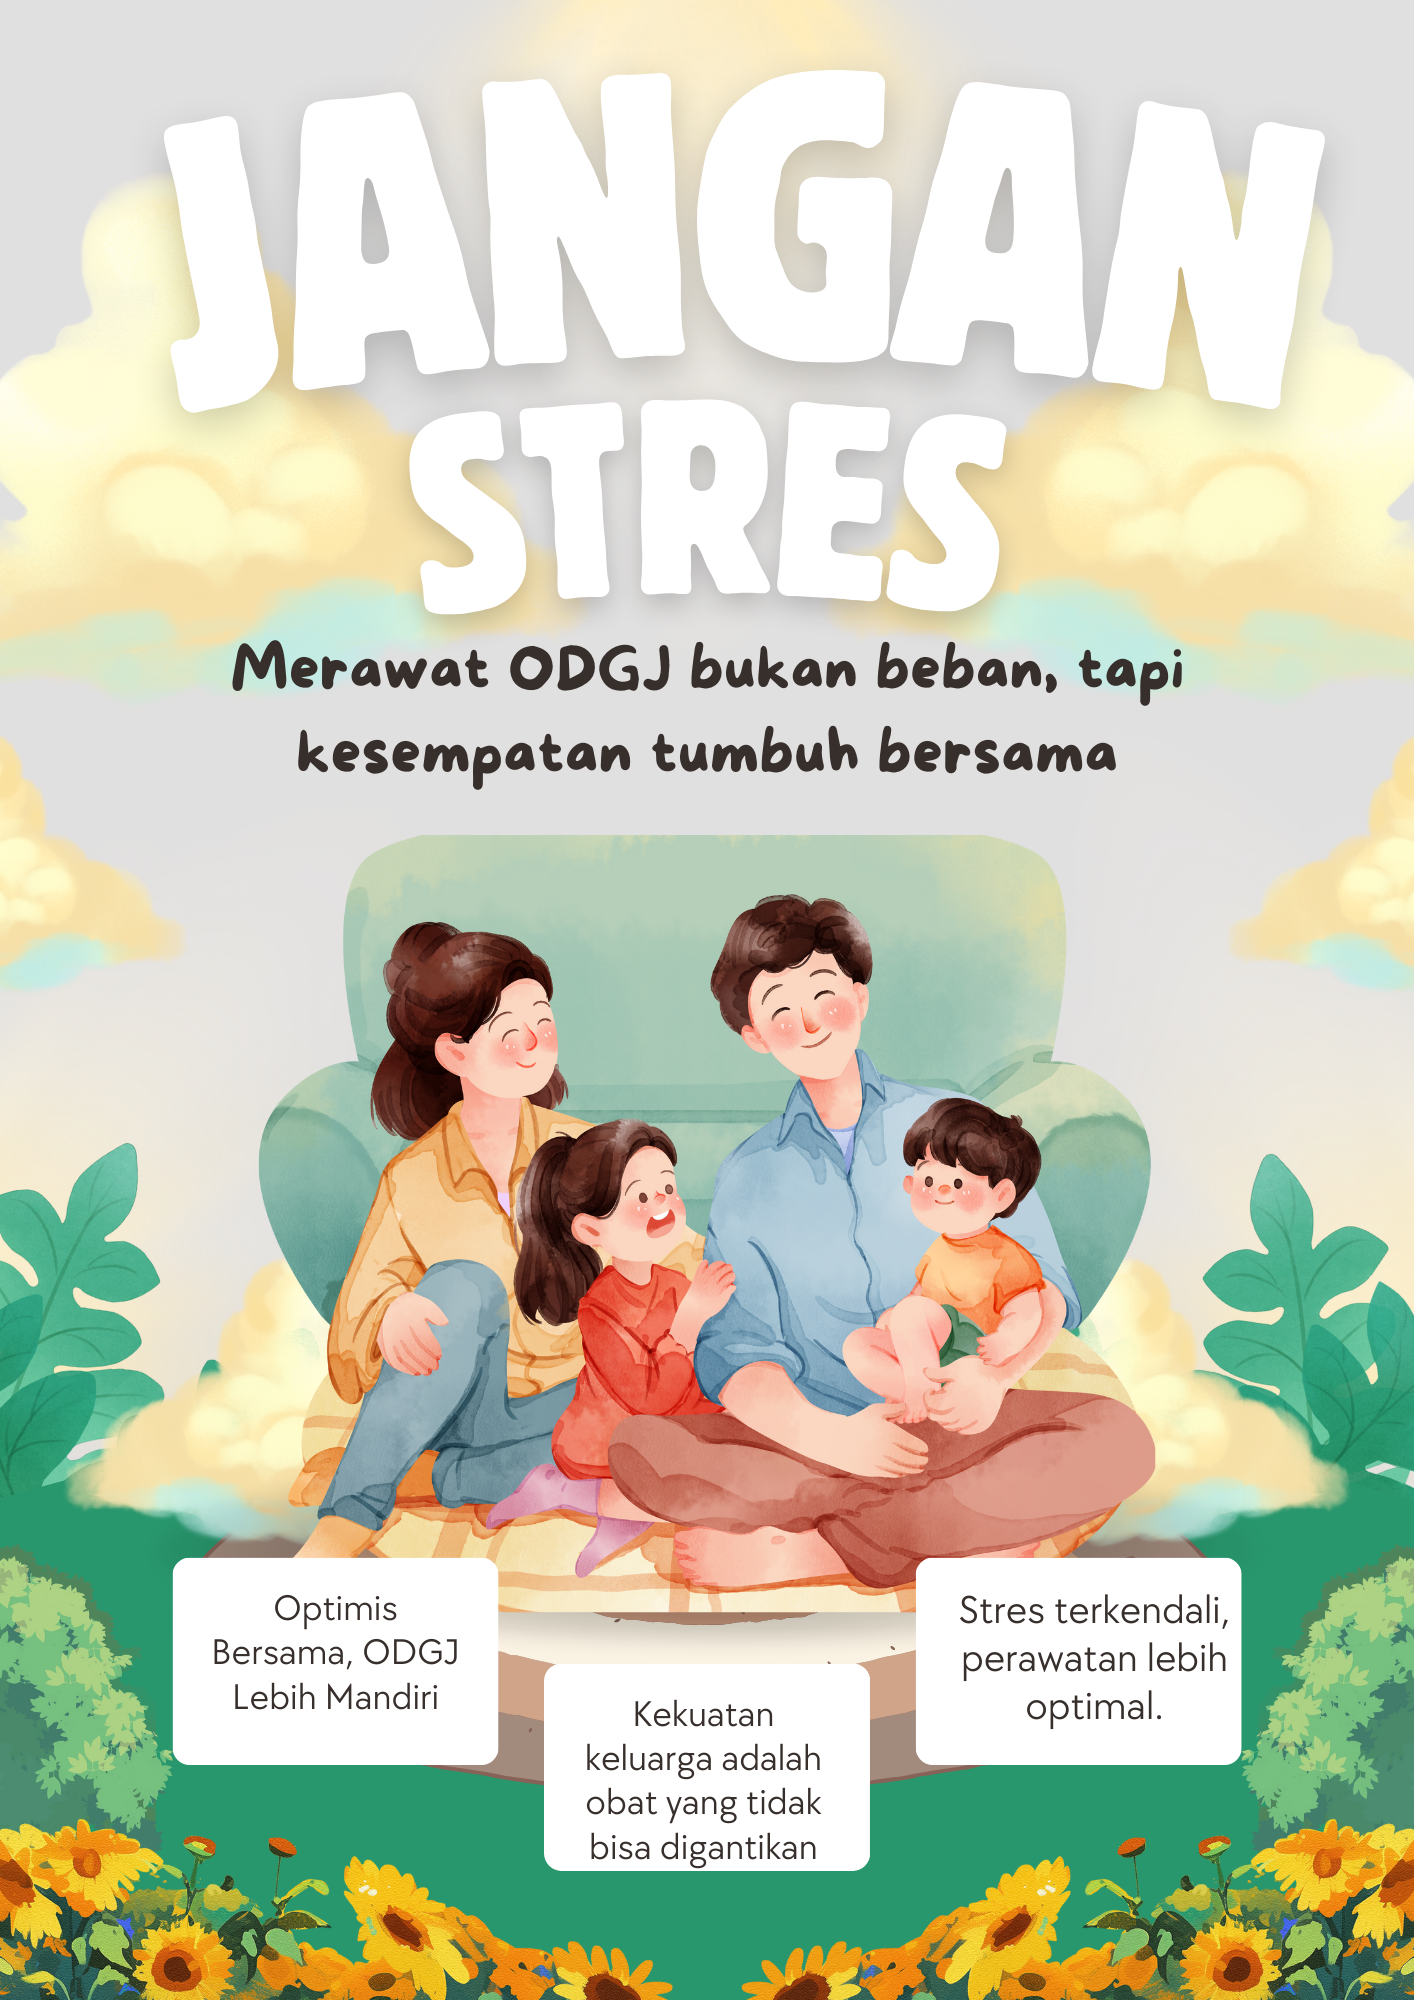 JANGAN
STRES
Merawat ODGJ bukan beban, tapi
kesempatan tumbuh bersama
Optimis
Bersama, ODGJ
Lebih Mandiri
Kekuatan
keluarga adalah
obat yang tidak
bisa digantikan
Stres terkendali,
perawatan lebih
optimal.